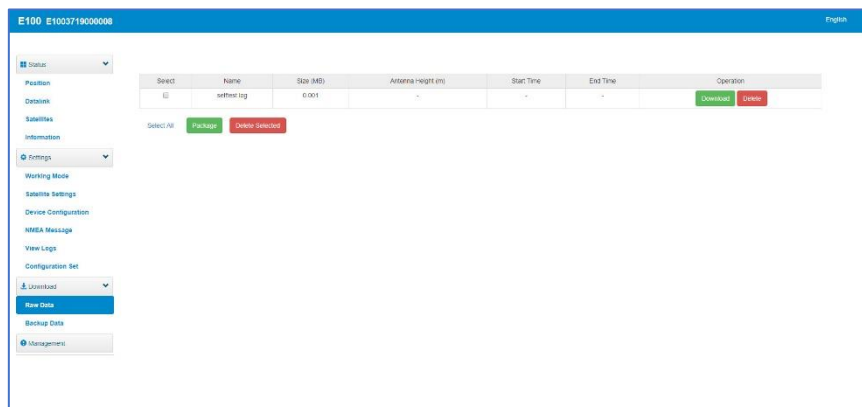 E100 E1003719000008
English
Status
Position
Datalink
Satellites
Information
Settings
Working Mode
Satellite Settings
Device Configuration
NMEA Message
View Logs
Configuration Set
Download
Raw Data
Backup Data
Management
Select Name Size (MB) Antenna Height (m) Start Time End Time Operation
selftest.log 0.001 - - - Download Delete
Select All Package Delete Selected